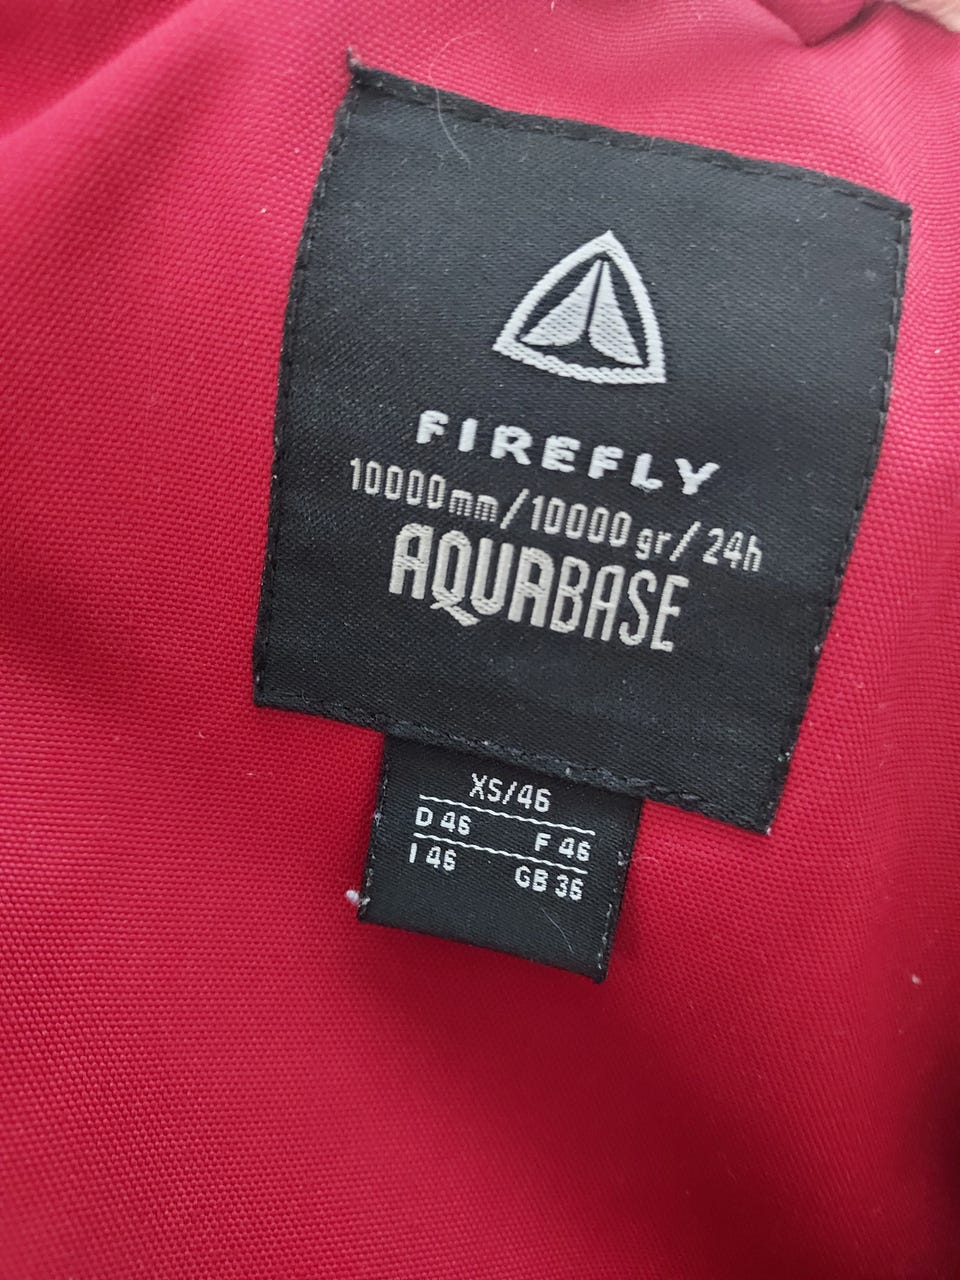 FIREFLY
10000mm/10000gr/24h
AQUABASE
XS/46
D 46 F 46
I 46 GB 36